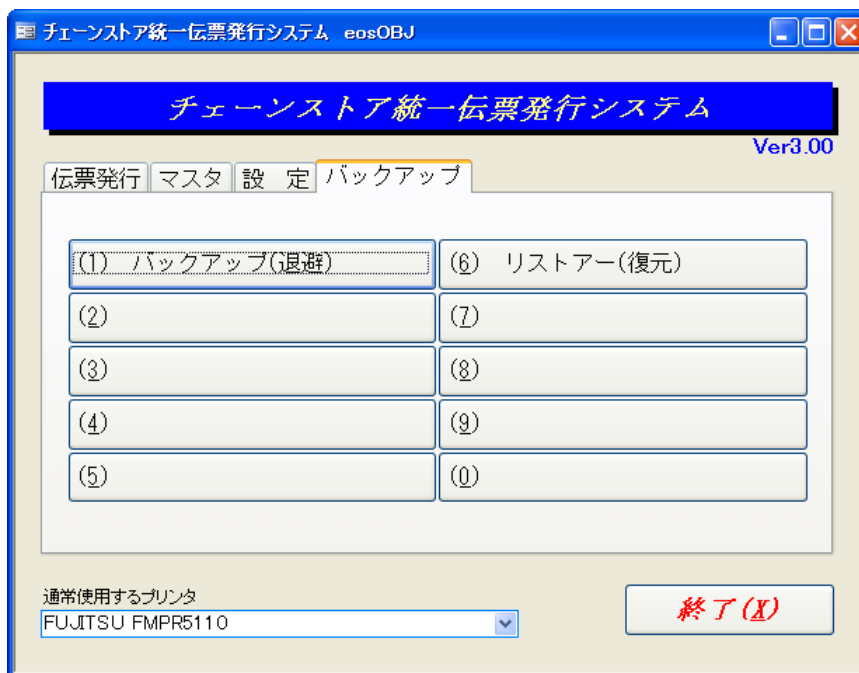 チェーンストア統一伝票発行システム eosOBJ
チェーンストア統一伝票発行システム
Ver3.00
伝票発行 マスタ 設　定 バックアップ
(1)　バックアップ(退避) (6)　リストアー(復元)
(2) (7)
(3) (8)
(4) (9)
(5) (0)
通常使用するプリンタ
FUJITSU FMPR5110 終了(X)